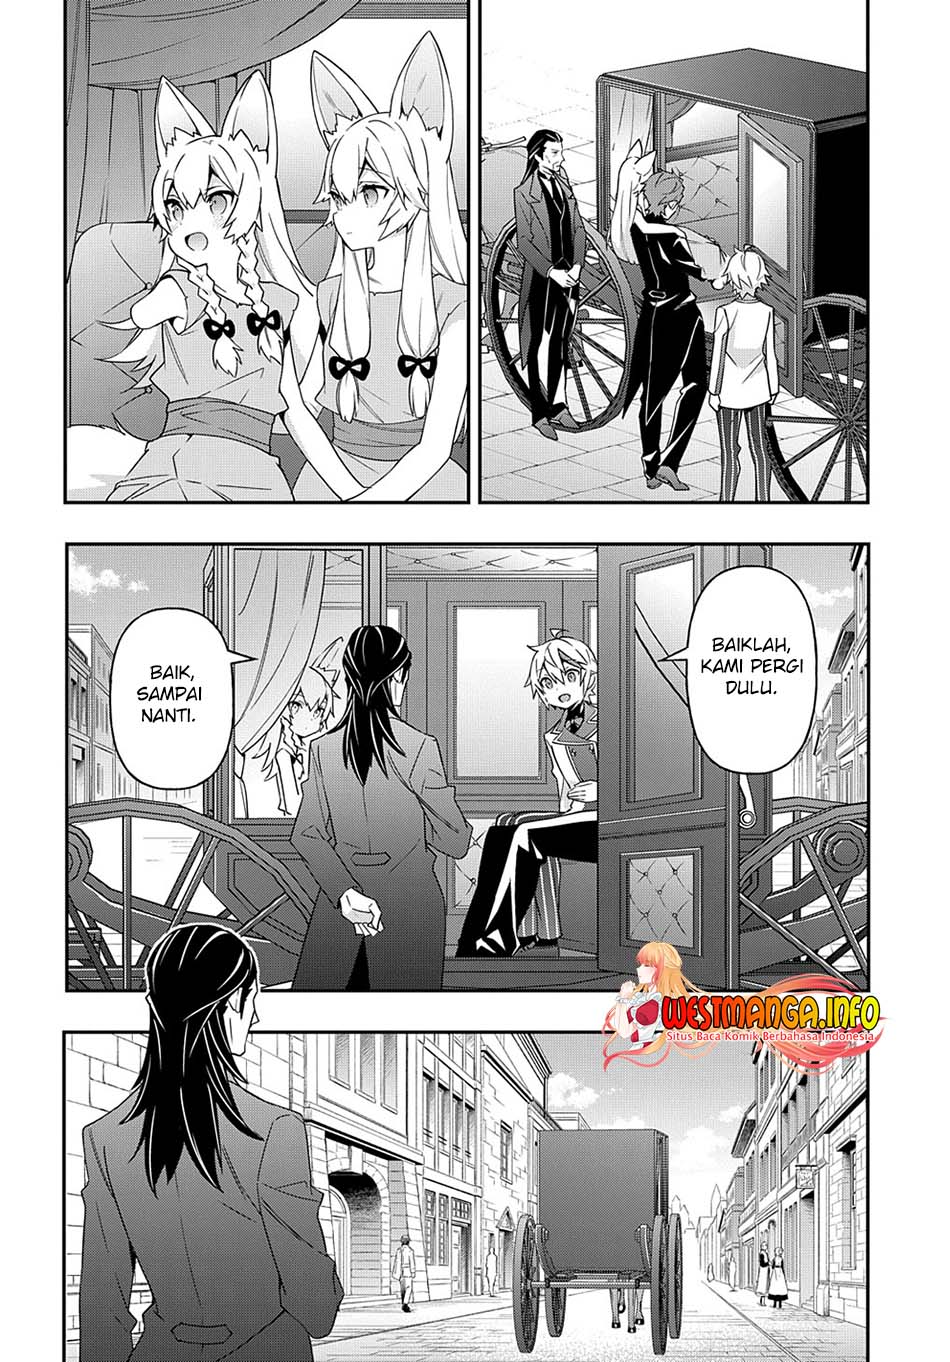 BAIKLAH,
KAMI PERGI
DULU.
BAIK,
SAMPAI
NANTI.
WESTMANGA.INFO
Situs Baca Komik Berbahasa Indonesia